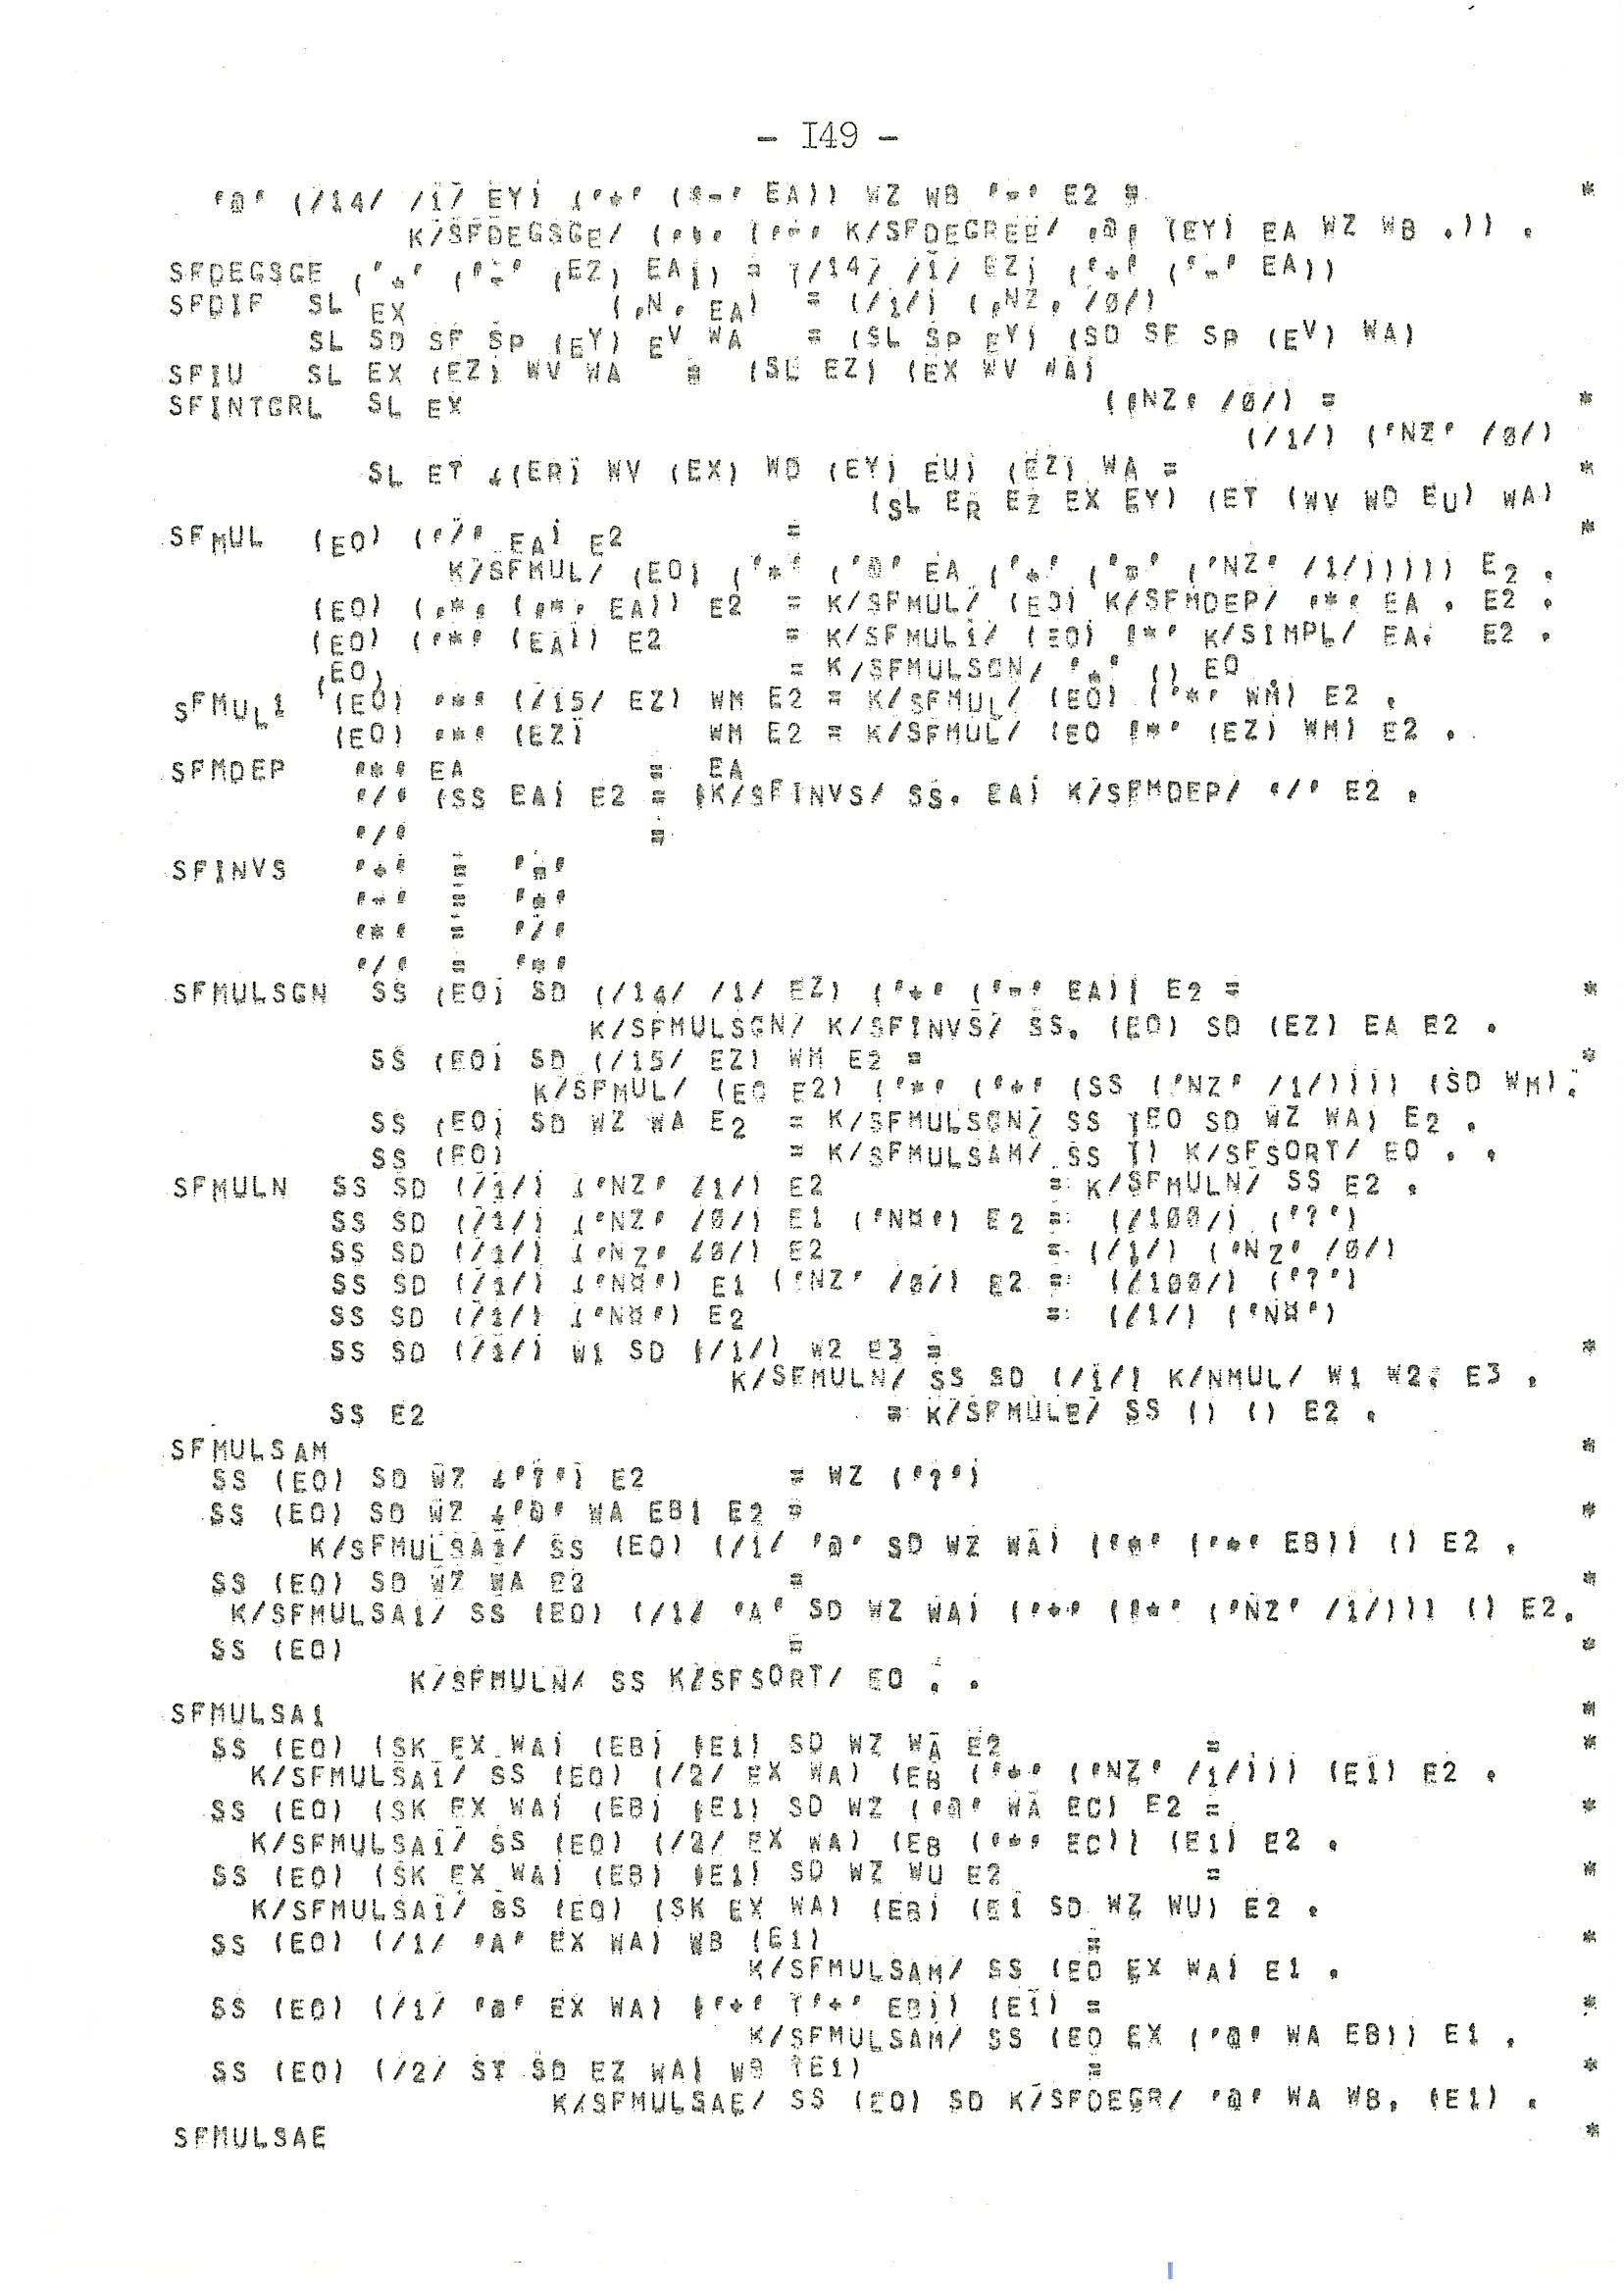 - I49 -
'@' (/14/ /1/ EY) ('*' ('-' EA)) WZ WB '-' E2 = *
K/SFDEGSGE/ ('+' ('+' K/SFDEGREE/ '@' (EY) EA WZ WB .)) .
SFDEGSGE ('+' ('-' (EZ) EA)) = (/14/ /1/ EZ) ('+' ('-' EA))
SFDIF SL EX ('N' EA) = (/1/) ('NZ' /0/)
SL SD SF SP (EY) EV WA = (SL SP EY) (SD SF SP (EV) WA)
SFIU SL EX (EZ) WV WA = (SL EZ) (EX WV WA)
SFINTGRL SL EX ('NZ' /0/) = *
(/1/) ('NZ' /0/)
SL ET ((ER) WV (EX) WD (EY) EU) (EZ) WA = *
(SL ER EZ EX EY) (ET (WV WD EU) WA)
SFMUL (EO) ('/' EA) E2 = *
K/SFMUL/ (EO) ('*' ('@' EA ('+' ('-' ('NZ' /1/))))) E2 .
(EO) ('*' ('*' EA)) E2 = K/SFMUL/ (EO) K/SFMDEP/ '*' EA . E2 .
(EO) ('*' (EA)) E2 = K/SFMUL1/ (EO) '*' K/SIMPL/ EA. E2 .
(EO) = K/SFMULSGN/ '+' () EO
SFMUL1 (EO) '*' (/15/ EZ) WM E2 = K/SFMUL/ (EO) ('*' WM) E2 .
(EO) '*' (EZ) WM E2 = K/SFMUL/ (EO '*' (EZ) WM) E2 .
SFMDEP '*' EA = EA
'/' (SS EA) E2 = (K/SFINVS/ SS. EA) K/SFMDEP/ '/' E2 .
'/' =
SFINVS '+' = '-'
'-' = '+'
'*' = '/'
'/' = '*'
SFMULSGN SS (EO) SD (/14/ /1/ EZ) ('+' ('-' EA)) E2 = *
K/SFMULSGN/ K/SFINVS/ SS. (EO) SD (EZ) EA E2 .
SS (EO) SD (/15/ EZ) WM E2 = *
K/SFMUL/ (EO E2) ('*' ('+' (SS ('NZ' /1/)))) (SD WM).
SS (EO) SD WZ WA E2 = K/SFMULSGN/ SS (EO SD WZ WA) E2 .
SS (EO) = K/SFMULSAM/ SS () K/SFSORT/ EO . .
SFMULN SS SD (/1/) ('NZ' /1/) E2 = K/SFMULN/ SS E2 .
SS SD (/1/) ('NZ' /0/) E1 ('N¤') E2 = (/100/) ('?')
SS SD (/1/) ('NZ' /0/) E2 = (/1/) ('NZ' /0/)
SS SD (/1/) ('N¤') E1 ('NZ' /0/) E2 = (/100/) ('?')
SS SD (/1/) ('N¤') E2 = (/1/) ('N¤')
SS SD (/1/) W1 SD (/1/) W2 E3 = *
K/SFMULN/ SS SD (/1/) K/NMUL/ W1 W2. E3 .
SS E2 = K/SFMULE/ SS () () E2 .
SFMULSAM *
SS (EO) SD WZ ('?') E2 = WZ ('?')
SS (EO) SD WZ ('@' WA EB) E2 = *
K/SFMULSA1/ SS (EO) (/1/ '@' SD WZ WA) ('+' ('+' EB)) () E2 .
SS (EO) SD WZ WA E2 = *
K/SFMULSA1/ SS (EO) (/1/ 'A' SD WZ WA) ('+' ('+' ('NZ' /1/))) () E2.
SS (EO) = *
K/SFMULN/ SS K/SFSORT/ EO . .
SFMULSA1 *
SS (EO) (SK EX WA) (EB) (E1) SD WZ WA E2 = *
K/SFMULSA1/ SS (EO) (/2/ EX WA) (EB ('+' ('NZ' /1/))) (E1) E2 .
SS (EO) (SK EX WA) (EB) (E1) SD WZ ('@' WA EC) E2 = *
K/SFMULSA1/ SS (EO) (/2/ EX WA) (EB ('+' EC)) (E1) E2 .
SS (EO) (SK EX WA) (EB) (E1) SD WZ WU E2 = *
K/SFMULSA1/ SS (EO) (SK EX WA) (EB) (E1 SD WZ WU) E2 .
SS (EO) (/1/ 'A' EX WA) WB (E1) = *
K/SFMULSAM/ SS (EO EX WA) E1 .
SS (EO) (/1/ '@' EX WA) ('+' ('+' EB)) (E1) = *
K/SFMULSAM/ SS (EO EX ('@' WA EB)) E1 .
SS (EO) (/2/ ST SD EZ WA) WB (E1) = *
K/SFMULSAE/ SS (EO) SD K/SFDEGR/ '@' WA WB. (E1) .
SFMULSAE *